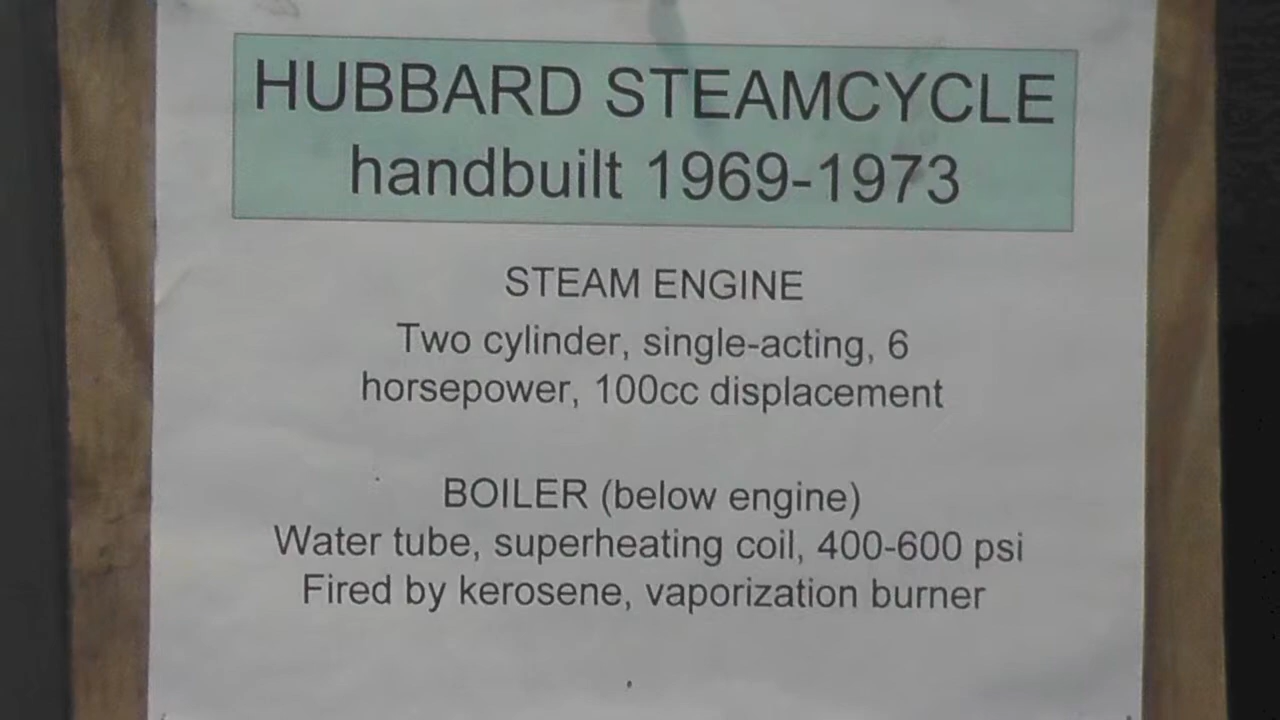 HUBBARD STEAMCYCLE
handbuilt 1969-1973
STEAM ENGINE
Two cylinder, single-acting, 6
horsepower, 100cc displacement
BOILER (below engine)
Water tube, superheating coil, 400-600 psi
Fired by kerosene, vaporization burner